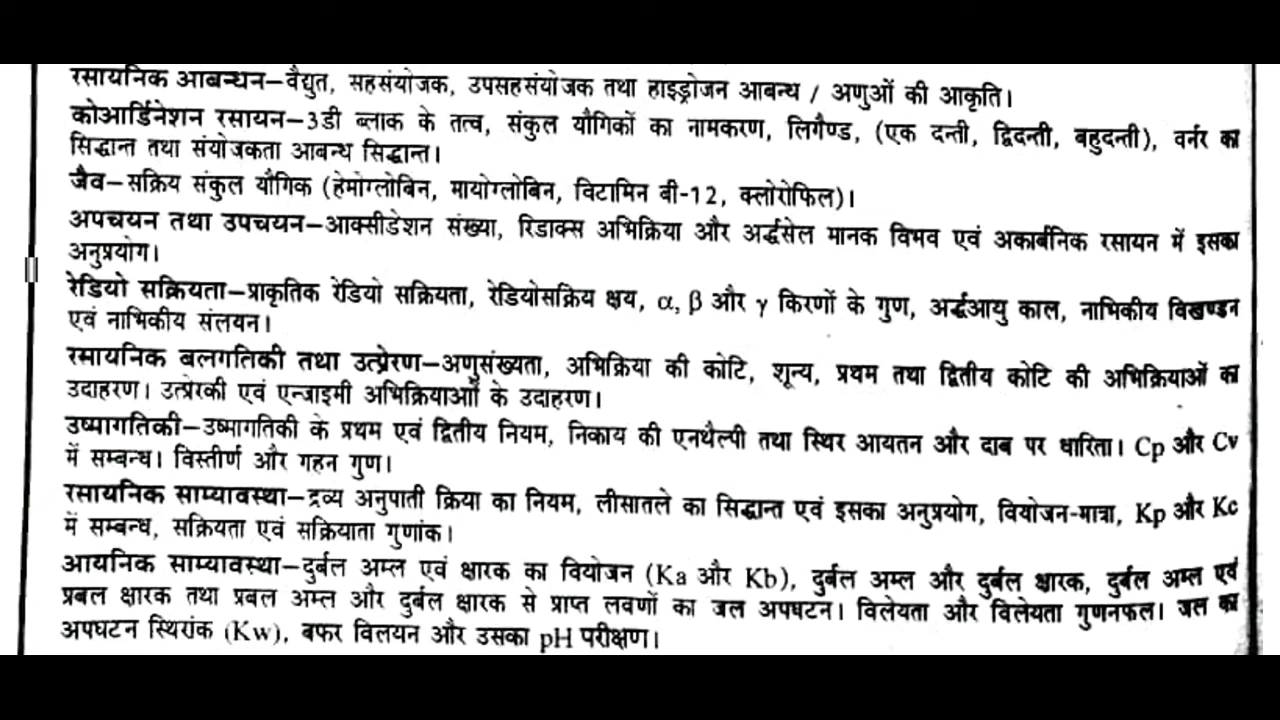 रसायनिक आबन्धन–वैद्युत, सहसंयोजक, उपसहसंयोजक तथा हाइड्रोजन आबन्ध / अणुओं की आकृति।
कोआर्डिनेशन रसायन–3डी ब्लाक के तत्व, संकुल यौगिकों का नामकरण, लिगैण्ड, (एक दन्ती, द्विदन्ती, बहुदन्ती), वर्नर का
सिद्धान्त तथा संयोजकता आबन्ध सिद्धान्त।
जैव–सक्रिय संकुल यौगिक (हेमोग्लोबिन, मायोग्लोबिन, विटामिन बी-12, क्लोरोफिल)।
अपचयन तथा उपचयन–आक्सीडेशन संख्या, रिडाक्स अभिक्रिया और अर्द्धसेल मानक विभव एवं अकार्बनिक रसायन में इसका
अनुप्रयोग।
रेडियो सक्रियता–प्राकृतिक रेडियो सक्रियता, रेडियोसक्रिय क्षय, α, β और γ किरणों के गुण, अर्द्धआयु काल, नाभिकीय विखण्डन
एवं नाभिकीय संलयन।
रसायनिक बलगतिकी तथा उत्प्रेरण–अणुसंख्यता, अभिक्रिया की कोटि, शून्य, प्रथम तथा द्वितीय कोटि की अभिक्रियाओं का
उदाहरण। उत्प्रेरकी एवं एन्जाइमी अभिक्रियाओं के उदाहरण।
उष्मागतिकी–उष्मागतिकी के प्रथम एवं द्वितीय नियम, निकाय की एनथैल्पी तथा स्थिर आयतन और दाब पर धारिता। Cp और Cv
में सम्बन्ध। विस्तीर्ण और गहन गुण।
रसायनिक साम्यावस्था–द्रव्य अनुपाती क्रिया का नियम, लीसातले का सिद्धान्त एवं इसका अनुप्रयोग, वियोजन-मात्रा, Kp और Kc
में सम्बन्ध, सक्रियता एवं सक्रियाता गुणांक।
आयनिक साम्यावस्था–दुर्बल अम्ल एवं क्षारक का वियोजन (Ka और Kb), दुर्बल अम्ल और दुर्बल क्षारक, दुर्बल अम्ल एवं
प्रबल क्षारक तथा प्रबल अम्ल और दुर्बल क्षारक से प्राप्त लवणों का जल अपघटन। विलेयता और विलेयता गुणनफल। जल का
अपघटन स्थिरांक (Kw), बफर विलयन और उसका pH परीक्षण।